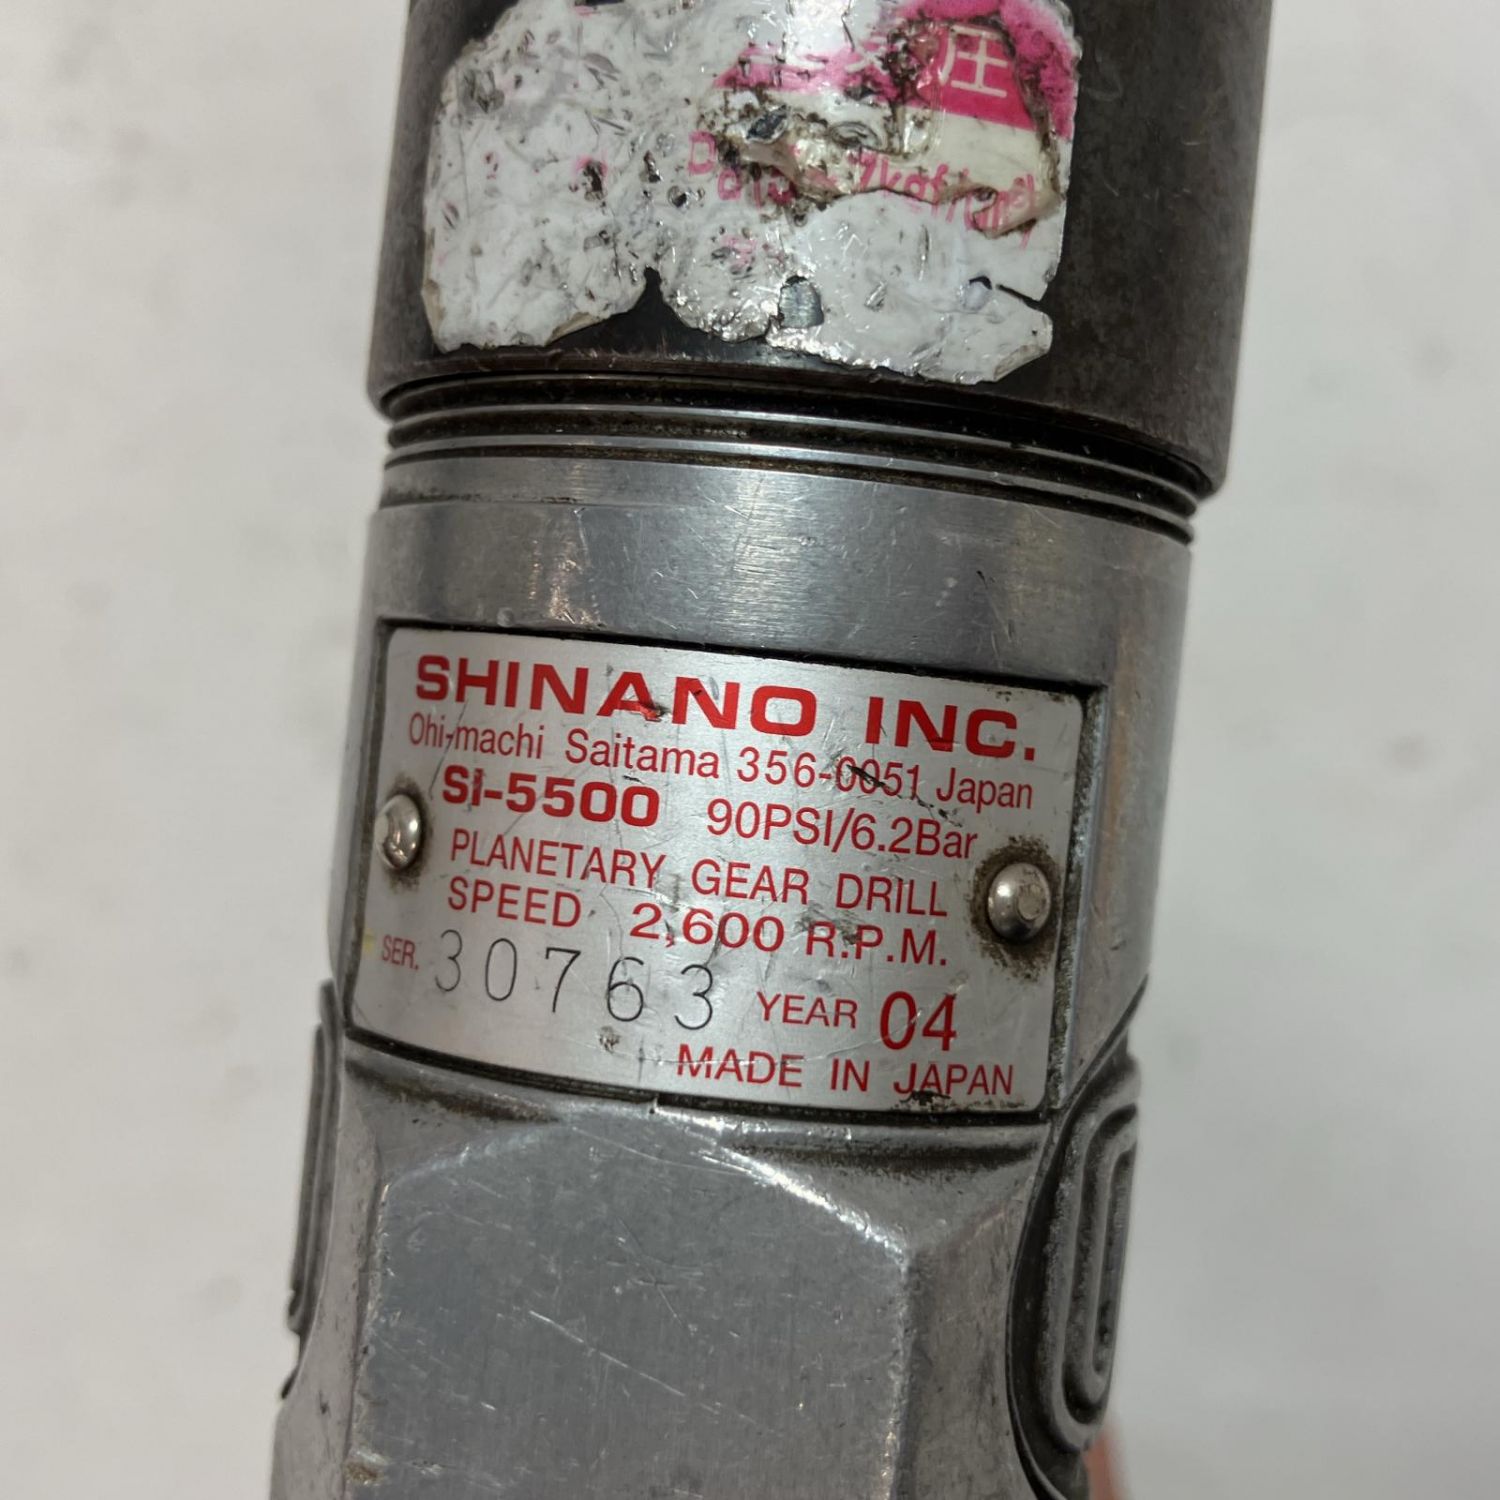 圧
SHINANO INC.
Ohi-machi Saitama 356-0051 Japan
SI-5500 90PSI/6.2Bar
PLANETARY GEAR DRILL
SPEED 2,600 R.P.M.
SER. 30763 YEAR 04
MADE IN JAPAN